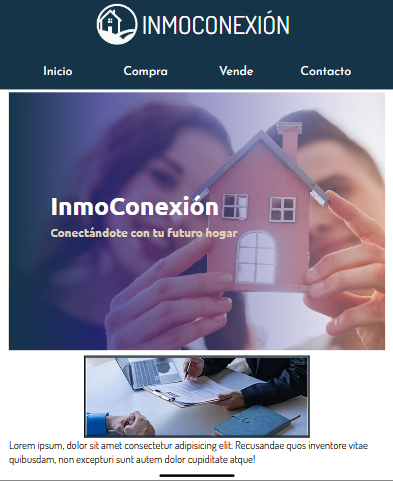 INMOCONEXIÓN
Inicio Compra Vende Contacto
InmoConexión
Conectándote con tu futuro hogar
Lorem ipsum, dolor sit amet consectetur adipisicing elit. Recusandae quos inventore vitae
quibusdam, non excepturi sunt autem dolor cupiditate atque!